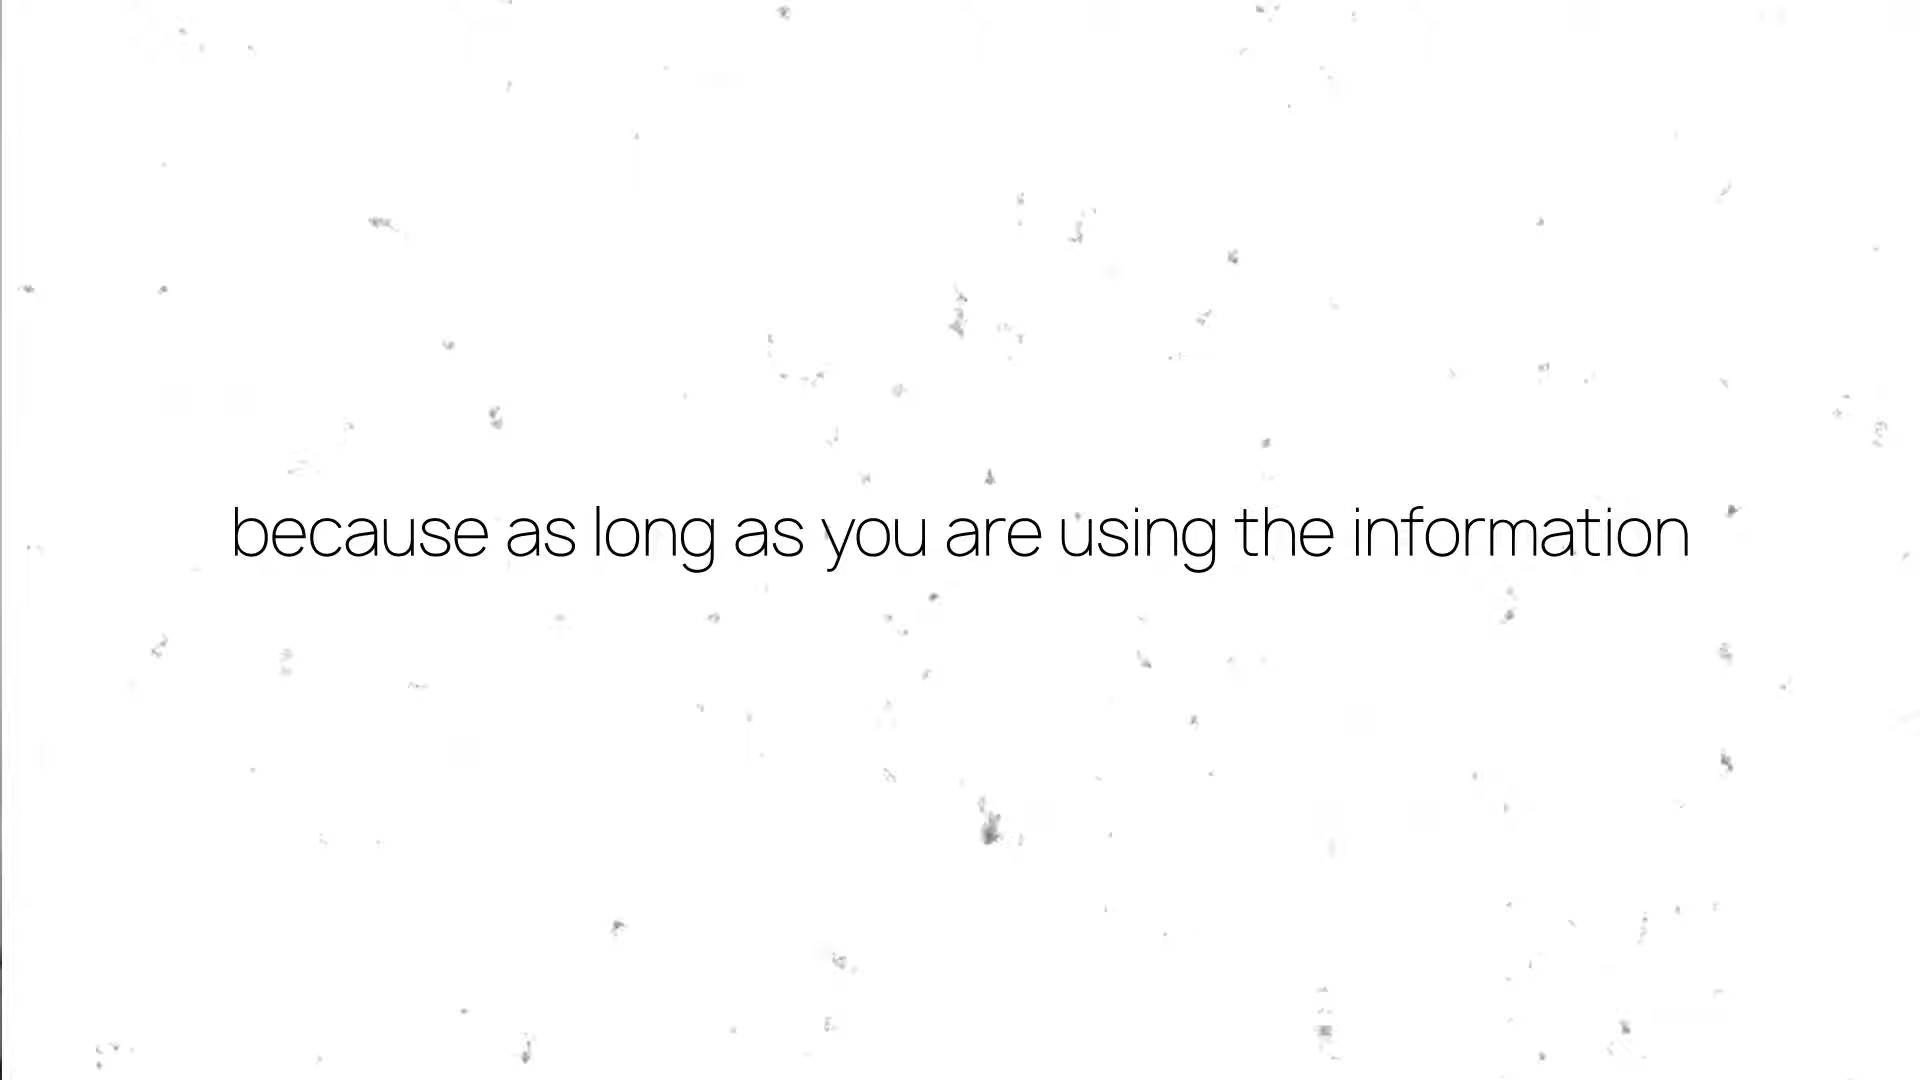 because as long as you are using the information